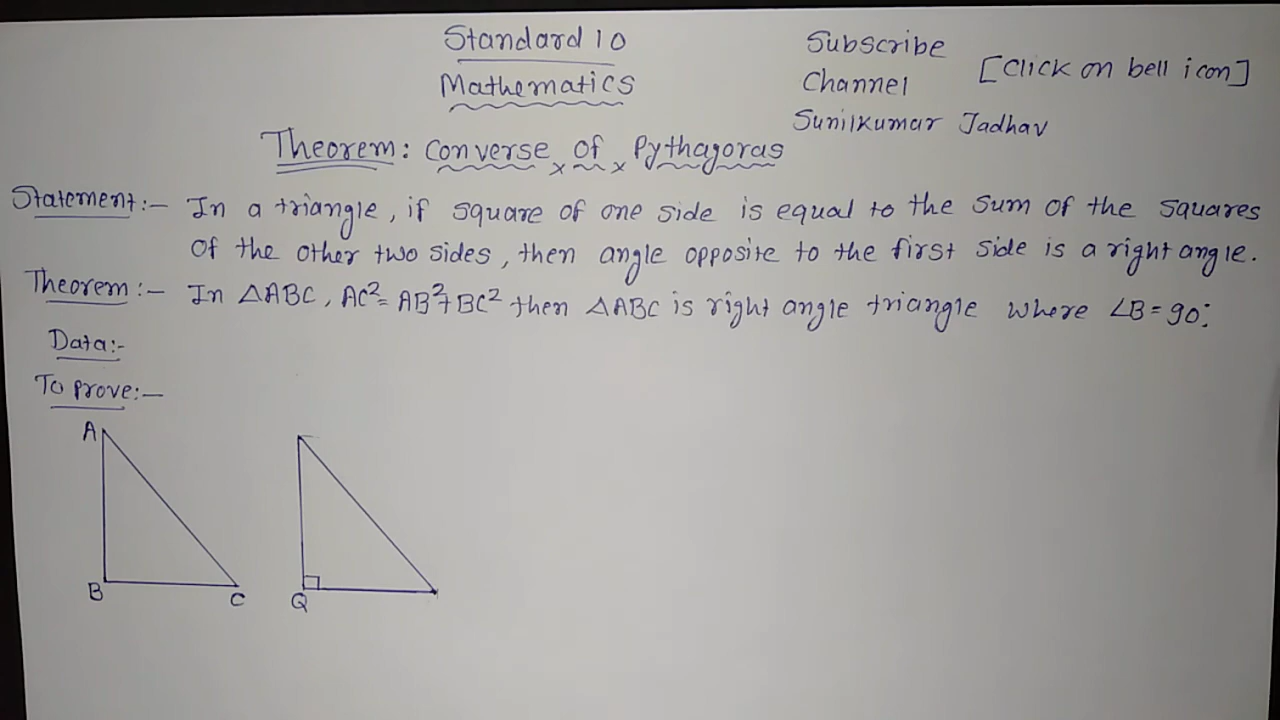 Standard 10
Mathematics
Subscribe
Channel [Click on bell icon]
Sunilkumar Jadhav
Theorem: Converse of Pythagoras
Statement:- In a triangle, if square of one side is equal to the sum of the squares
of the other two sides, then angle opposite to the first side is a right angle.
Theorem:- In △ABC, AC²=AB²+BC² then △ABC is right angle triangle where ∠B=90°.
Data:-
To prove:-
A
B C Q